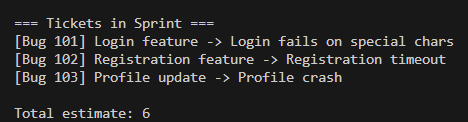 === Tickets in Sprint ===
[Bug 101] Login feature -> Login fails on special chars
[Bug 102] Registration feature -> Registration timeout
[Bug 103] Profile update -> Profile crash
Total estimate: 6